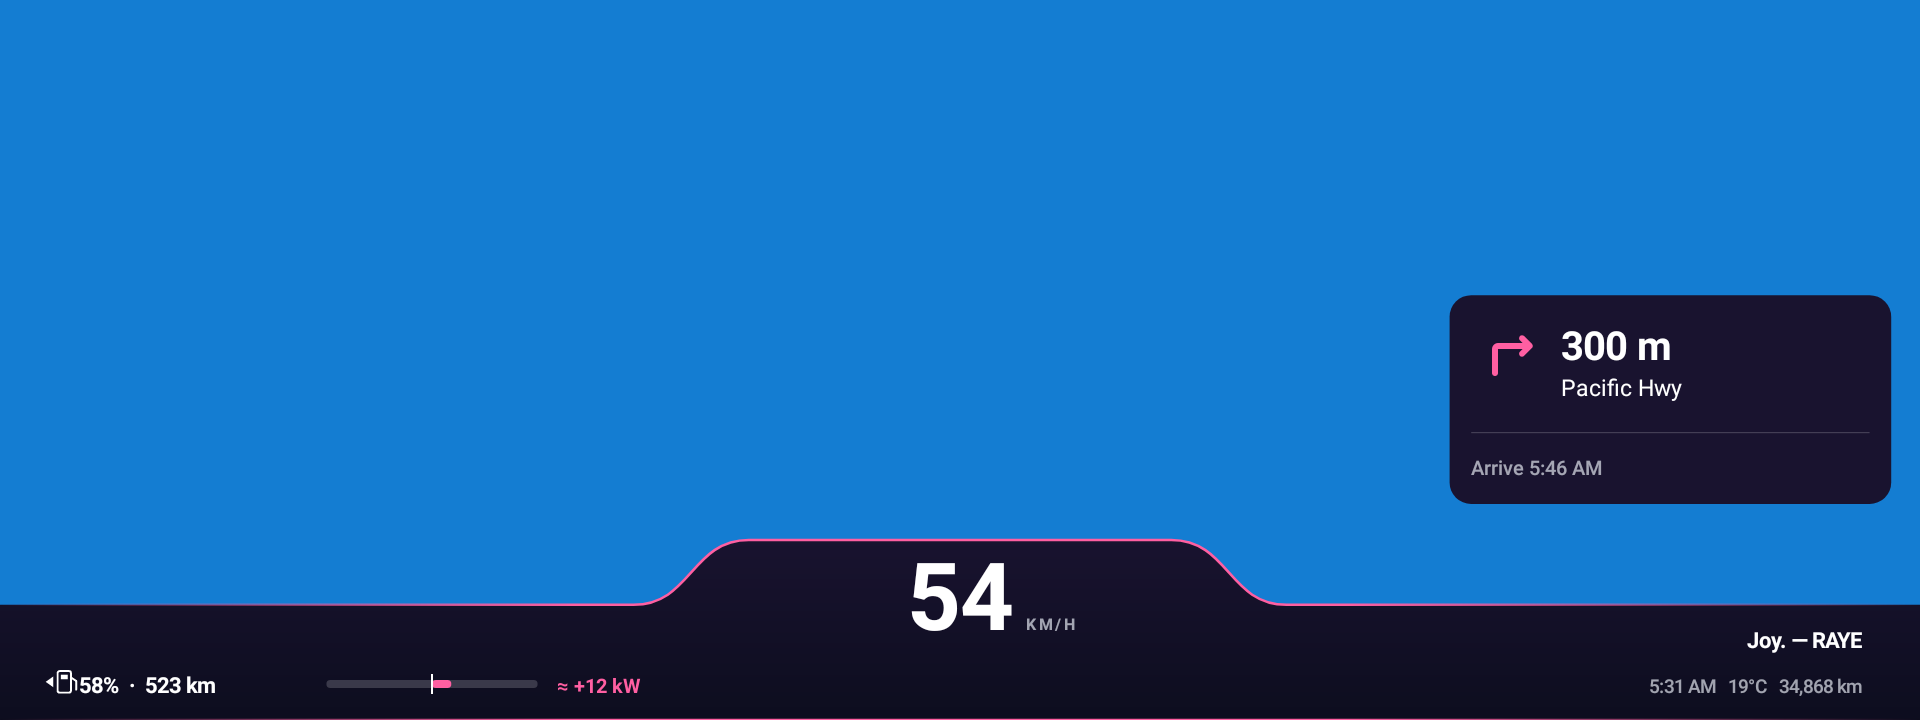 300 m
Pacific Hwy
Arrive 5:46 AM
54 KM/H
Joy. — RAYE
58% · 523 km
≈ +12 kW
5:31 AM 19°C 34,868 km